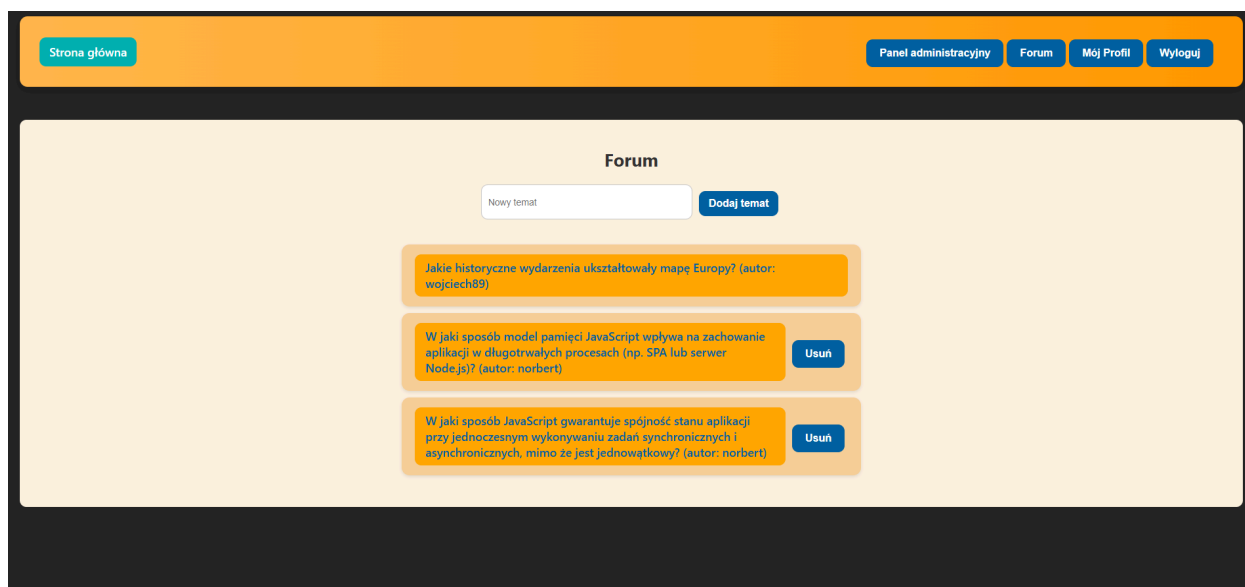 Strona główna
Panel administracyjny
Forum
Mój Profil
Wyloguj
Forum
Nowy temat
Dodaj temat
Jakie historyczne wydarzenia ukształtowały mapę Europy? (autor:
wojciech89)
W jaki sposób model pamięci JavaScript wpływa na zachowanie
aplikacji w długotrwałych procesach (np. SPA lub serwer
Node.js)? (autor: norbert)
Usuń
W jaki sposób JavaScript gwarantuje spójność stanu aplikacji
przy jednoczesnym wykonywaniu zadań synchronicznych i
asynchronicznych, mimo że jest jednowątkowy? (autor: norbert)
Usuń